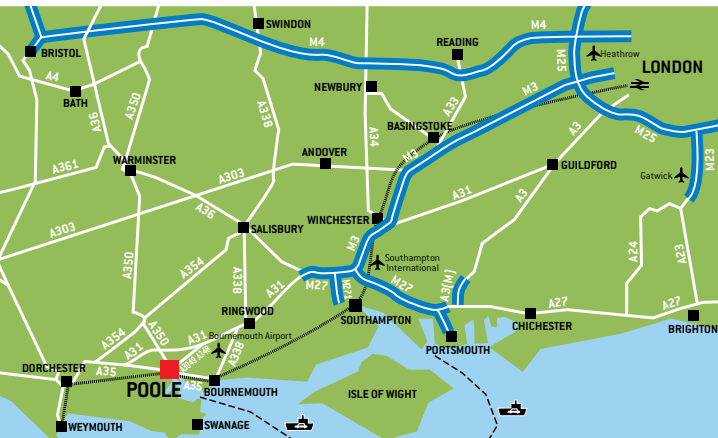 SWINDON
M4
BRISTOL
READING
M4
M25
Heathrow
LONDON
A4
BATH
A36
A350
A338
NEWBURY
A34
A33
BASINGSTOKE
M3
M3
A3
M25
M23
WARMINSTER
A361
ANDOVER
A303
GUILDFORD
Gatwick
A303
A36
SALISBURY
WINCHESTER
A31
A3
A350
A354
A338
A31
M3
Southampton
International
M27
M271
M27
A3[M]
A24
A23
RINGWOOD
SOUTHAMPTON
A27
CHICHESTER
A27
BRIGHTON
A354
A350
A31
A31
Bournemouth Airport
A338
A3049
A348
PORTSMOUTH
DORCHESTER
A35
POOLE
A35
BOURNEMOUTH
ISLE OF WIGHT
WEYMOUTH
SWANAGE